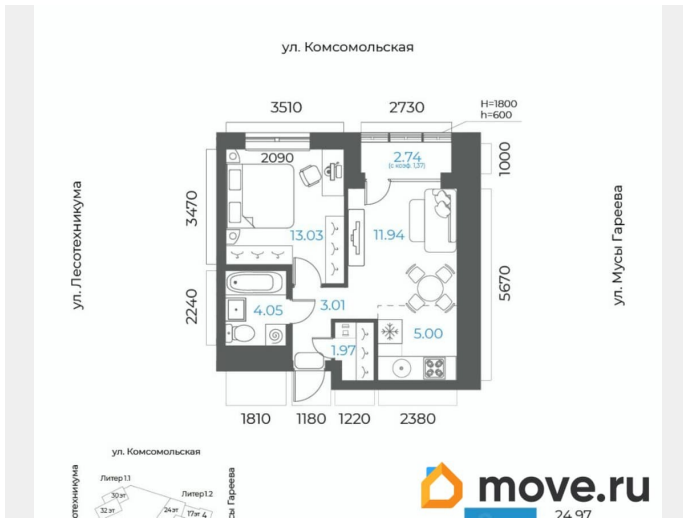 ул. Комсомольская
3510
2730
H=1800
h=600
2090
2.74
(с коэф. 1,37)
1000
3470
ул. Лесотехникума
13.03
11.94
ул. Мусы Гареева
5670
2240
4.05
3.01
5.00
1.97
1810
1180
1220
2380
ул. Комсомольская
Литер 1.1
Литер 1.2
30 эт
32 эт
24 эт
17 эт
4
move.ru
24.97